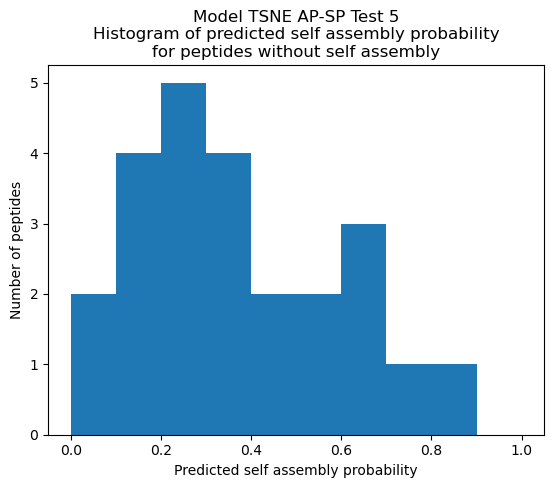 Model TSNE AP-SP Test 5
Histogram of predicted self assembly probability
for peptides without self assembly
Number of peptides
5
4
3
2
1
0
0.0 0.2 0.4 0.6 0.8 1.0
Predicted self assembly probability